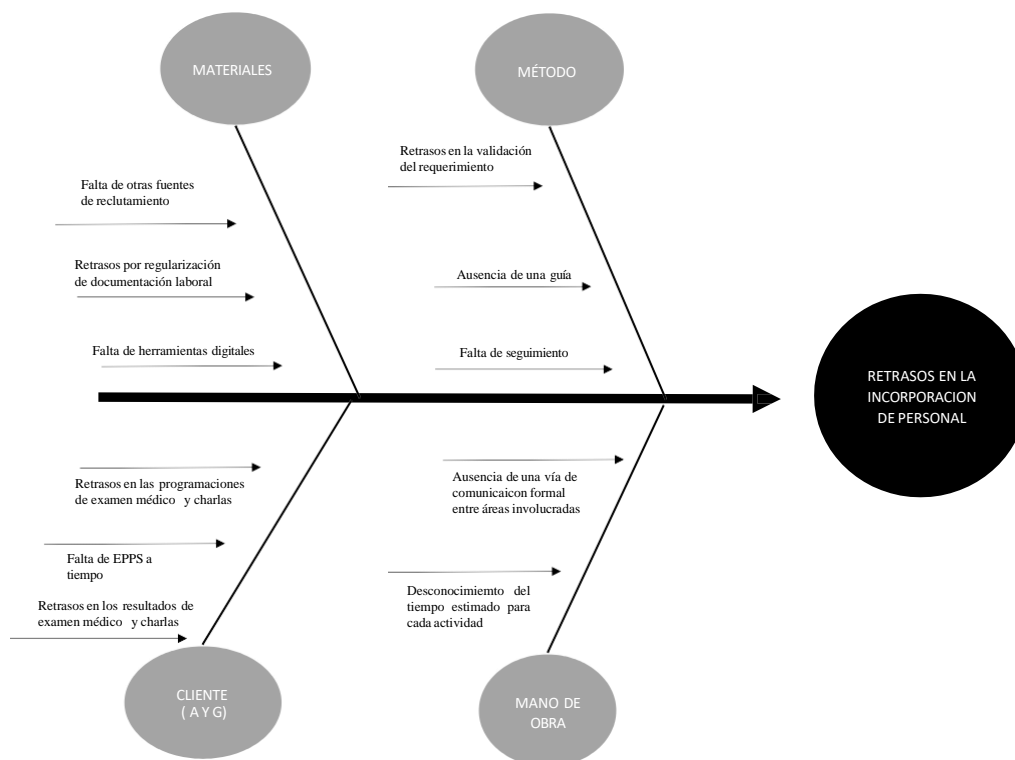 MATERIALES
MÉTODO
Retrasos en la validación
del requerimiento
Falta de otras fuentes
de reclutamiento
Retrasos por regularización
de documentación laboral
Ausencia de una guía
Falta de herramientas digitales
Falta de seguimiento
RETRASOS EN LA
INCORPORACION
DE PERSONAL
Retrasos en las programaciones
de examen médico y charlas
Ausencia de una vía de
comunicaicon formal
entre áreas involucradas
Falta de EPPS a
tiempo
Desconocimiemto del
tiempo estimado para
cada actividad
Retrasos en los resultados de
examen médico y charlas
CLIENTE
( A Y G)
MANO DE
OBRA